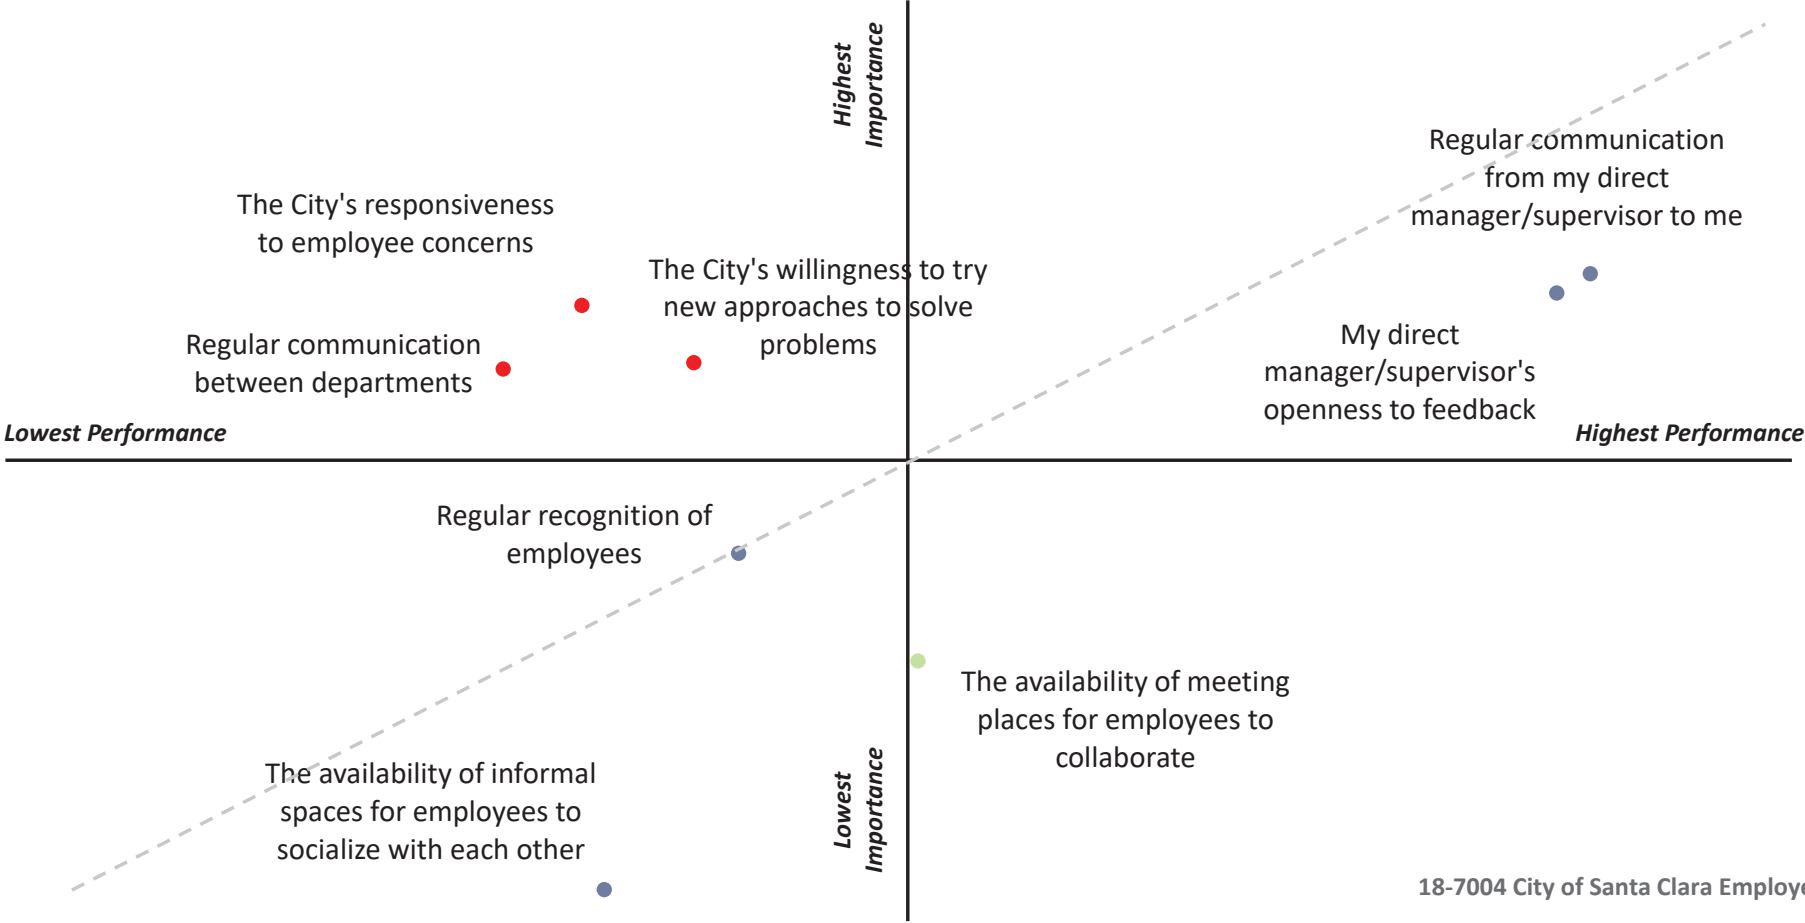 Highest
Importance
Regular communication
from my direct
manager/supervisor to me
The City's responsiveness
to employee concerns
The City's willingness to try
new approaches to solve
problems
Regular communication
between departments
My direct
manager/supervisor's
openness to feedback
Lowest Performance
Highest Performance
Regular recognition of
employees
The availability of meeting
places for employees to
collaborate
The availability of informal
spaces for employees to
socialize with each other
Lowest
Importance
18-7004 City of Santa Clara Employe